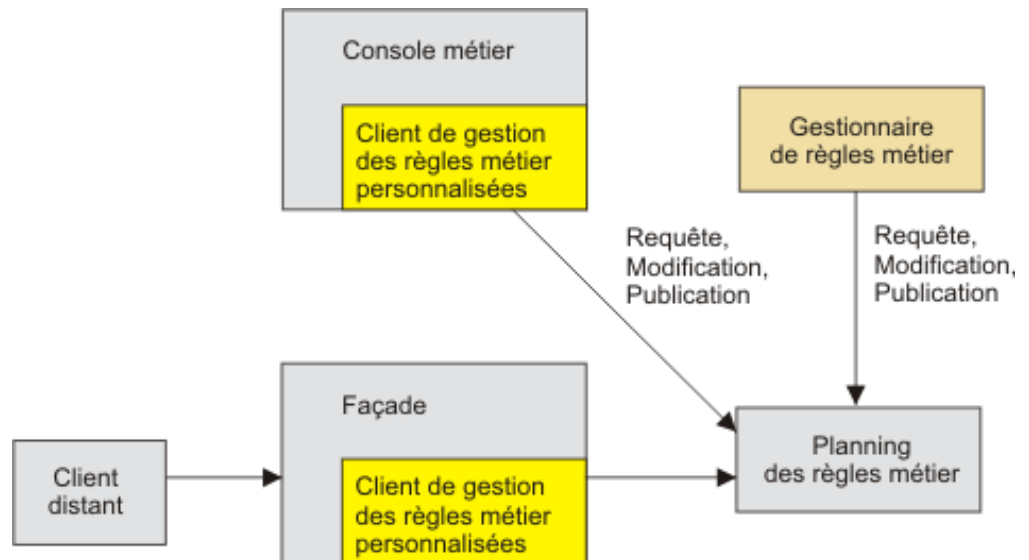 Console métier
Client de gestion
des règles métier
personnalisées
Gestionnaire
de règles métier
Requête,
Modification,
Publication
Requête,
Modification,
Publication
Façade
Client de gestion
des règles métier
personnalisées
Client
distant
Planning
des règles métier